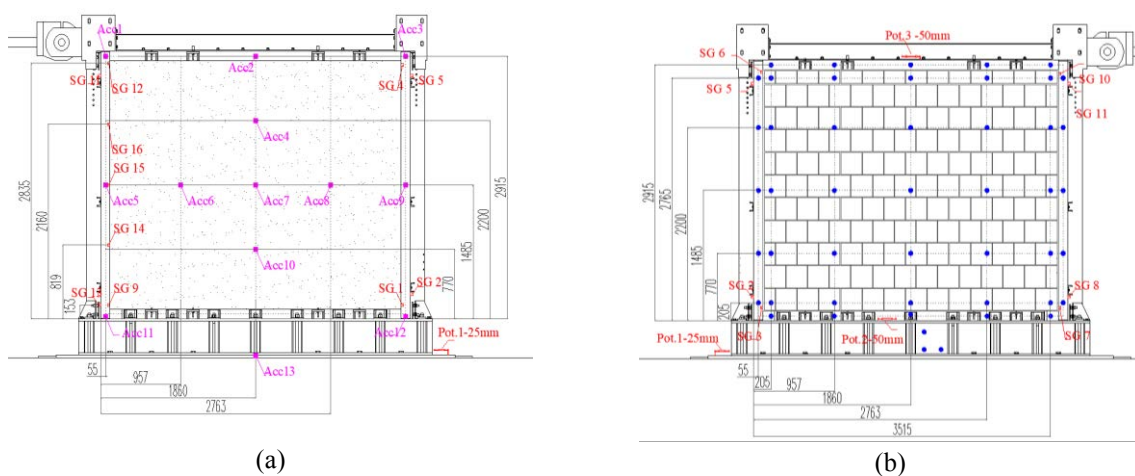 Acc1
Acc3
Acc2
SG 12
SG 4
SG 5
Acc4
SG 16
SG 15
Acc5
Acc6
Acc7
Acc8
Acc9
SG 14
Acc10
SG 9
SG 1
SG 2
Acc11
Acc12
Pot.1-25mm
Acc13
2835
2160
819
153
2915
2200
1485
770
55
957
1860
2763
(a)
Pot.3 -50mm
SG 6
SG 5
SG 10
SG 11
2915
2765
2200
1485
770
205
SG 8
SG 3
Pot.2-50mm
SG 7
Pot.1-25mm
55
205
957
1860
2763
3515
(b)